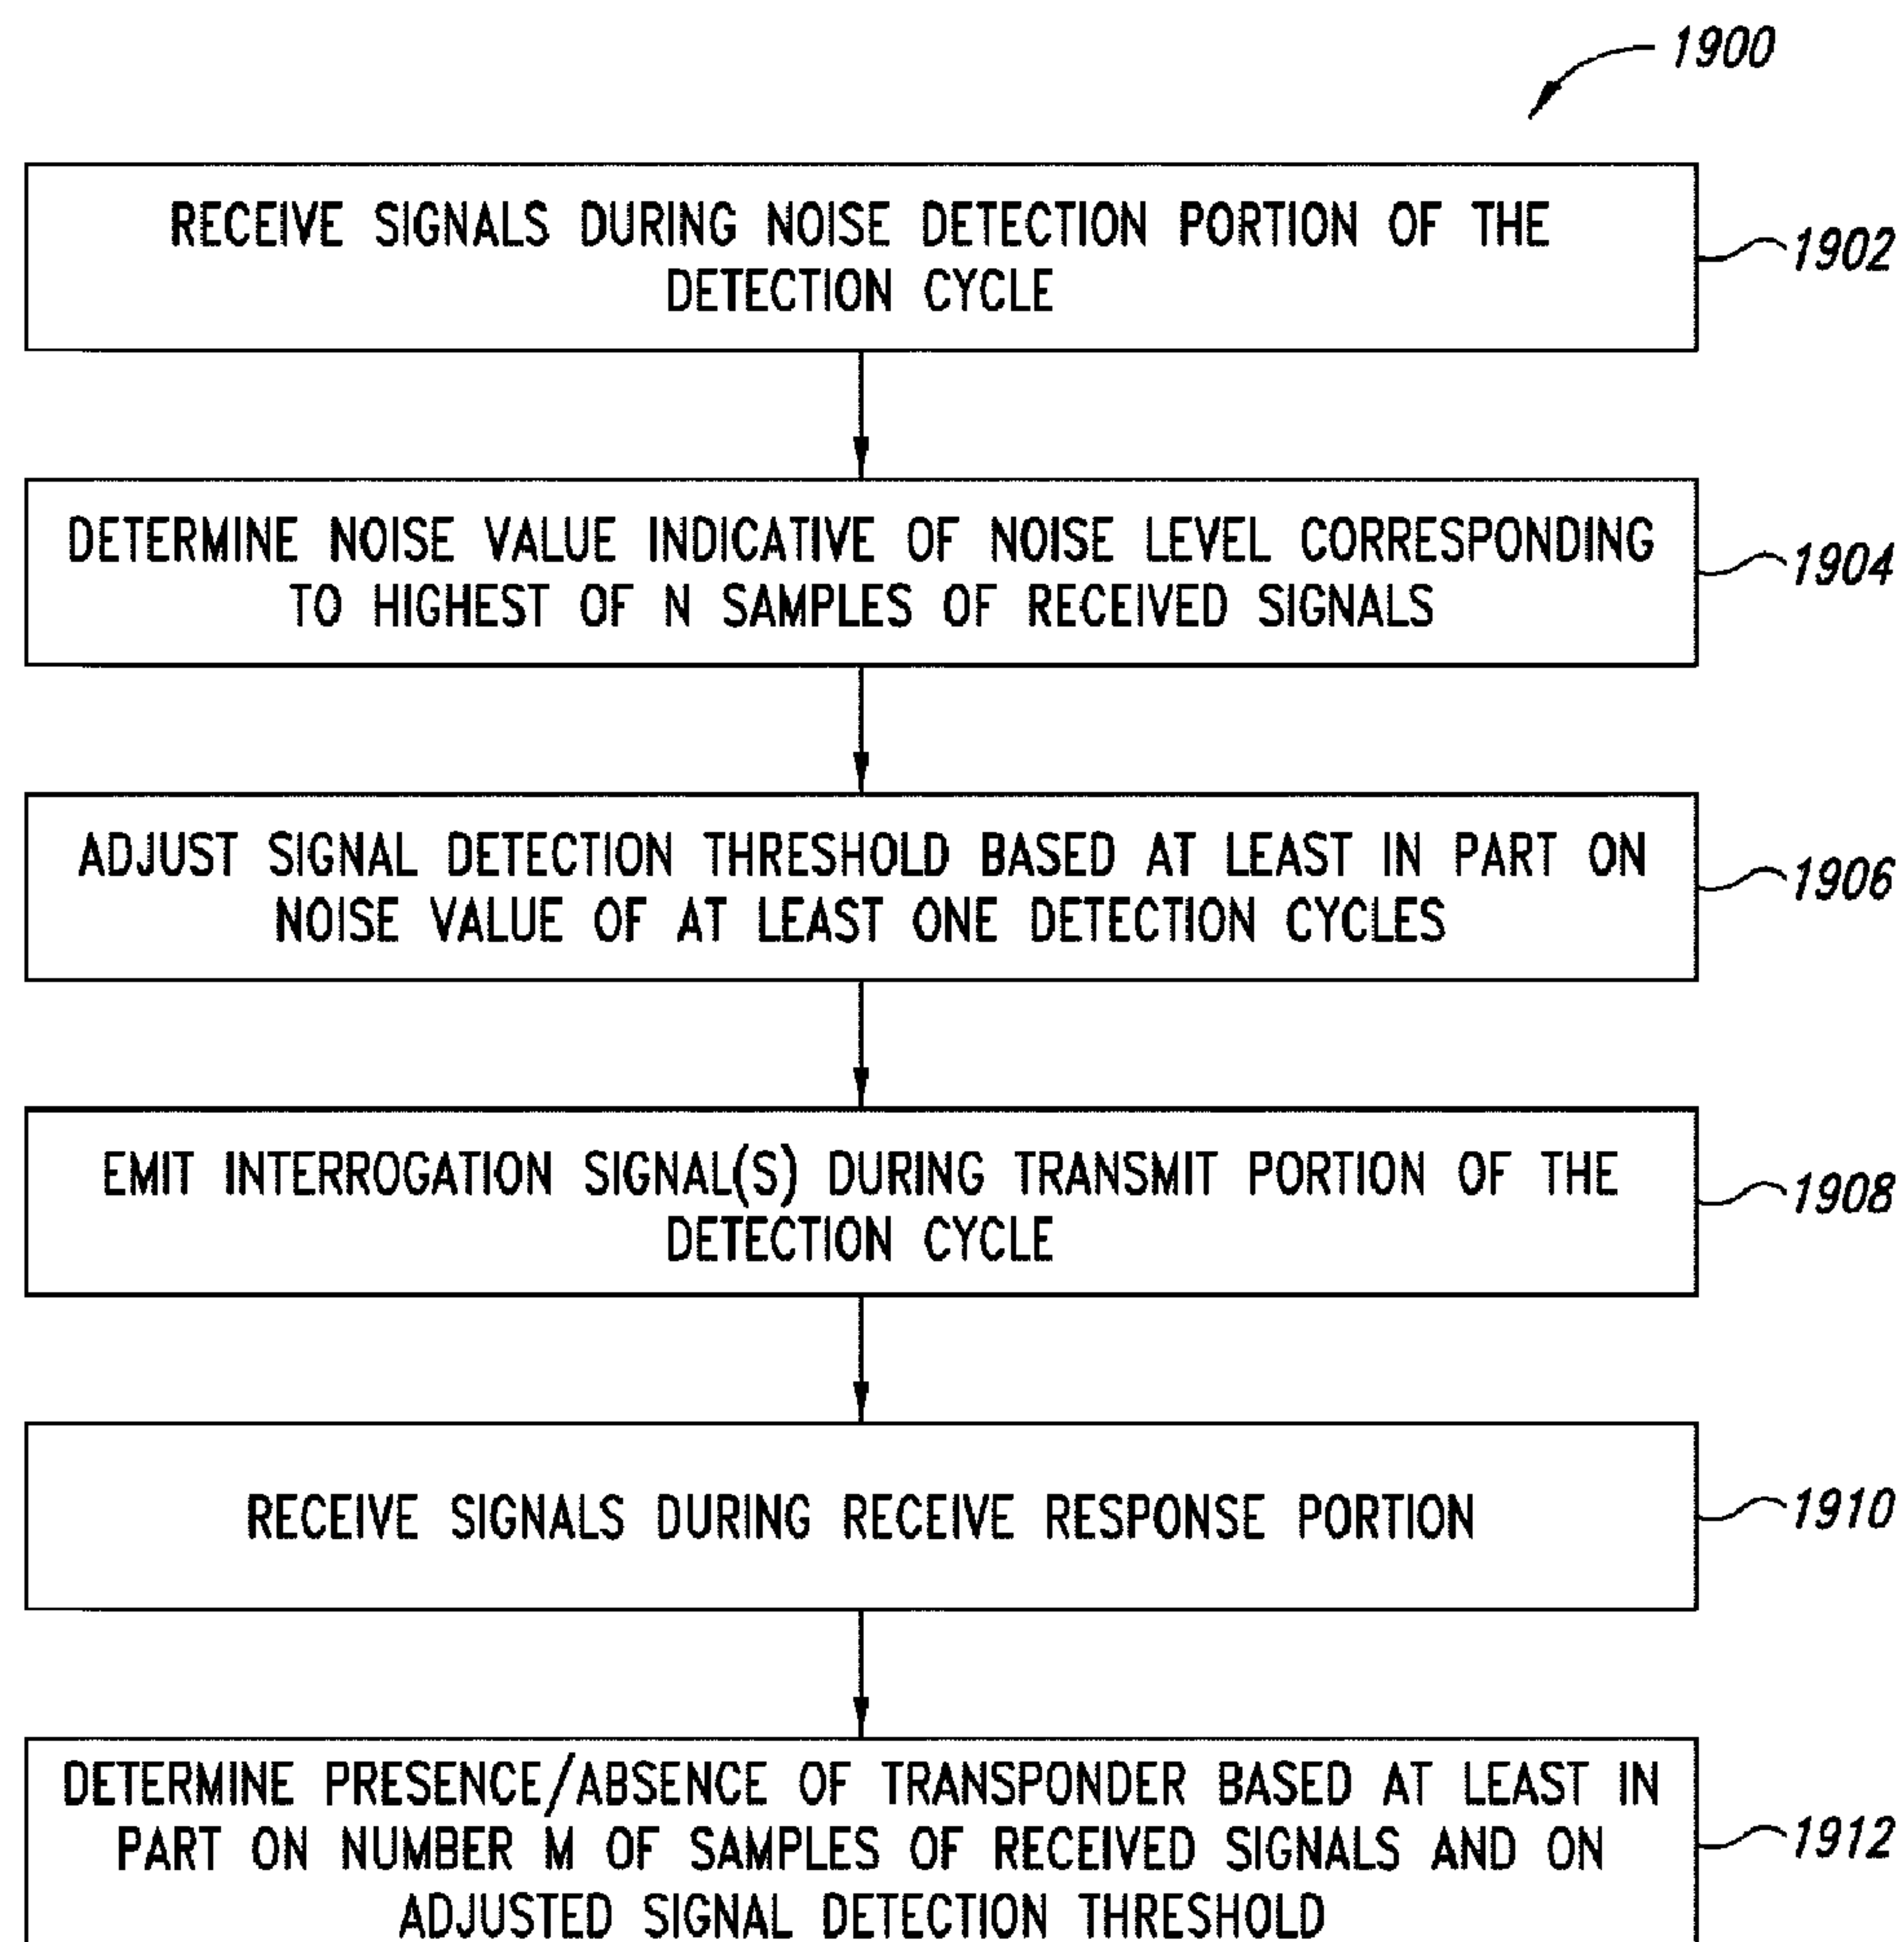 1900
RECEIVE SIGNALS DURING NOISE DETECTION PORTION OF THE
DETECTION CYCLE
1902
DETERMINE NOISE VALUE INDICATIVE OF NOISE LEVEL CORRESPONDING
TO HIGHEST OF N SAMPLES OF RECEIVED SIGNALS
1904
ADJUST SIGNAL DETECTION THRESHOLD BASED AT LEAST IN PART ON
NOISE VALUE OF AT LEAST ONE DETECTION CYCLES
1906
EMIT INTERROGATION SIGNAL(S) DURING TRANSMIT PORTION OF THE
DETECTION CYCLE
1908
RECEIVE SIGNALS DURING RECEIVE RESPONSE PORTION
1910
DETERMINE PRESENCE/ABSENCE OF TRANSPONDER BASED AT LEAST IN
PART ON NUMBER M OF SAMPLES OF RECEIVED SIGNALS AND ON
ADJUSTED SIGNAL DETECTION THRESHOLD
1912